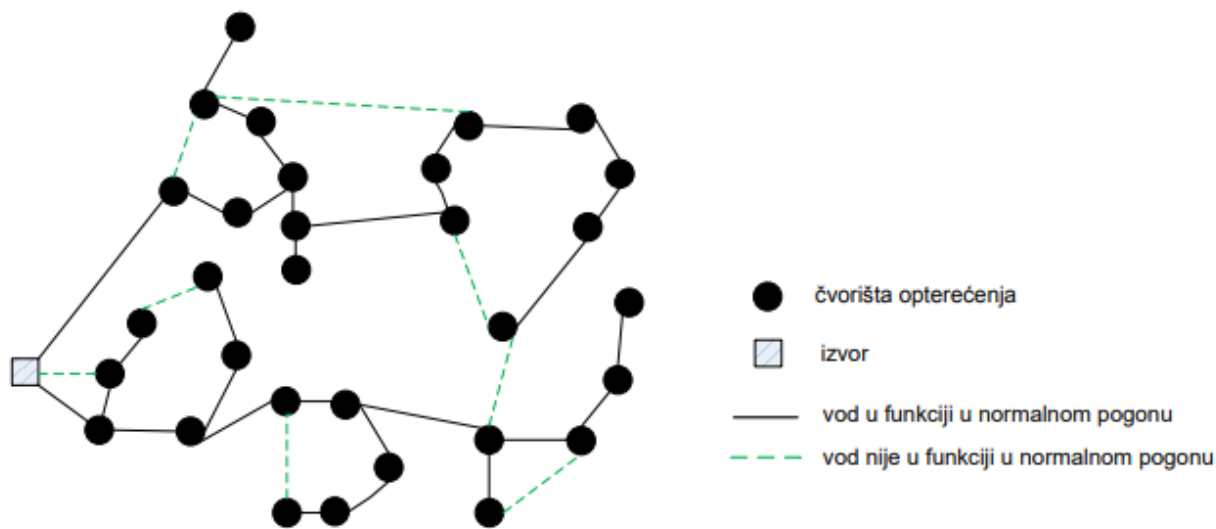 čvorišta opterećenja
izvor
vod u funkciji u normalnom pogonu
vod nije u funkciji u normalnom pogonu